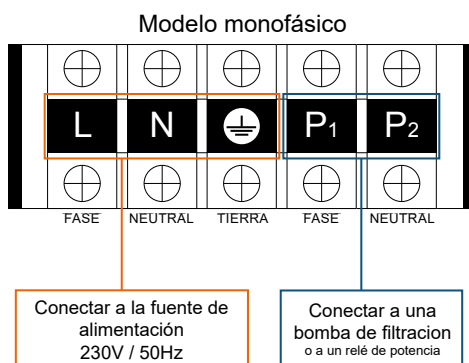 Modelo monofásico
L N P1 P2
FASE NEUTRAL TIERRA FASE NEUTRAL
Conectar a la fuente de
alimentación
230V / 50Hz
Conectar a una
bomba de filtracion
o a un relé de potencia